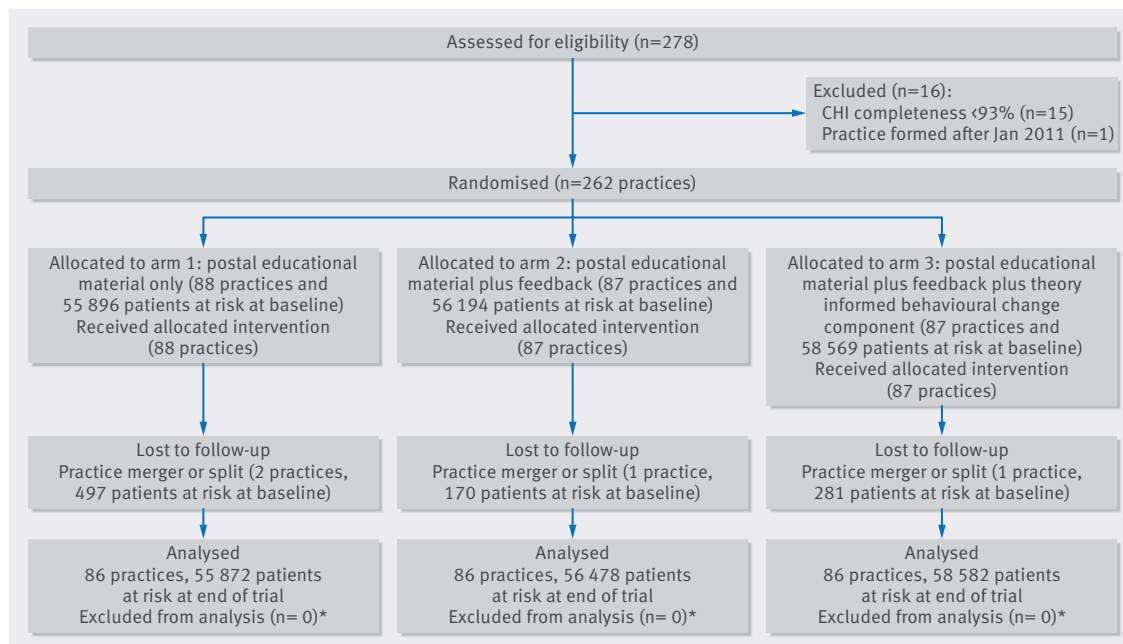 Assessed for eligibility (n=278)
Excluded (n=16):
CHI completeness <93% (n=15)
Practice formed after Jan 2011 (n=1)
Randomised (n=262 practices)
Allocated to arm 1: postal educational
material only (88 practices and
55 896 patients at risk at baseline)
Received allocated intervention
(88 practices)
Allocated to arm 2: postal educational
material plus feedback (87 practices and
56 194 patients at risk at baseline)
Received allocated intervention
(87 practices)
Allocated to arm 3: postal educational
material plus feedback plus theory
informed behavioural change
component (87 practices and
58 569 patients at risk at baseline)
Received allocated intervention
(87 practices)
Lost to follow-up
Practice merger or split (2 practices,
497 patients at risk at baseline)
Lost to follow-up
Practice merger or split (1 practice,
170 patients at risk at baseline)
Lost to follow-up
Practice merger or split (1 practice,
281 patients at risk at baseline)
Analysed
86 practices, 55 872 patients
at risk at end of trial
Excluded from analysis (n= 0)*
Analysed
86 practices, 56 478 patients
at risk at end of trial
Excluded from analysis (n= 0)*
Analysed
86 practices, 58 582 patients
at risk at end of trial
Excluded from analysis (n= 0)*